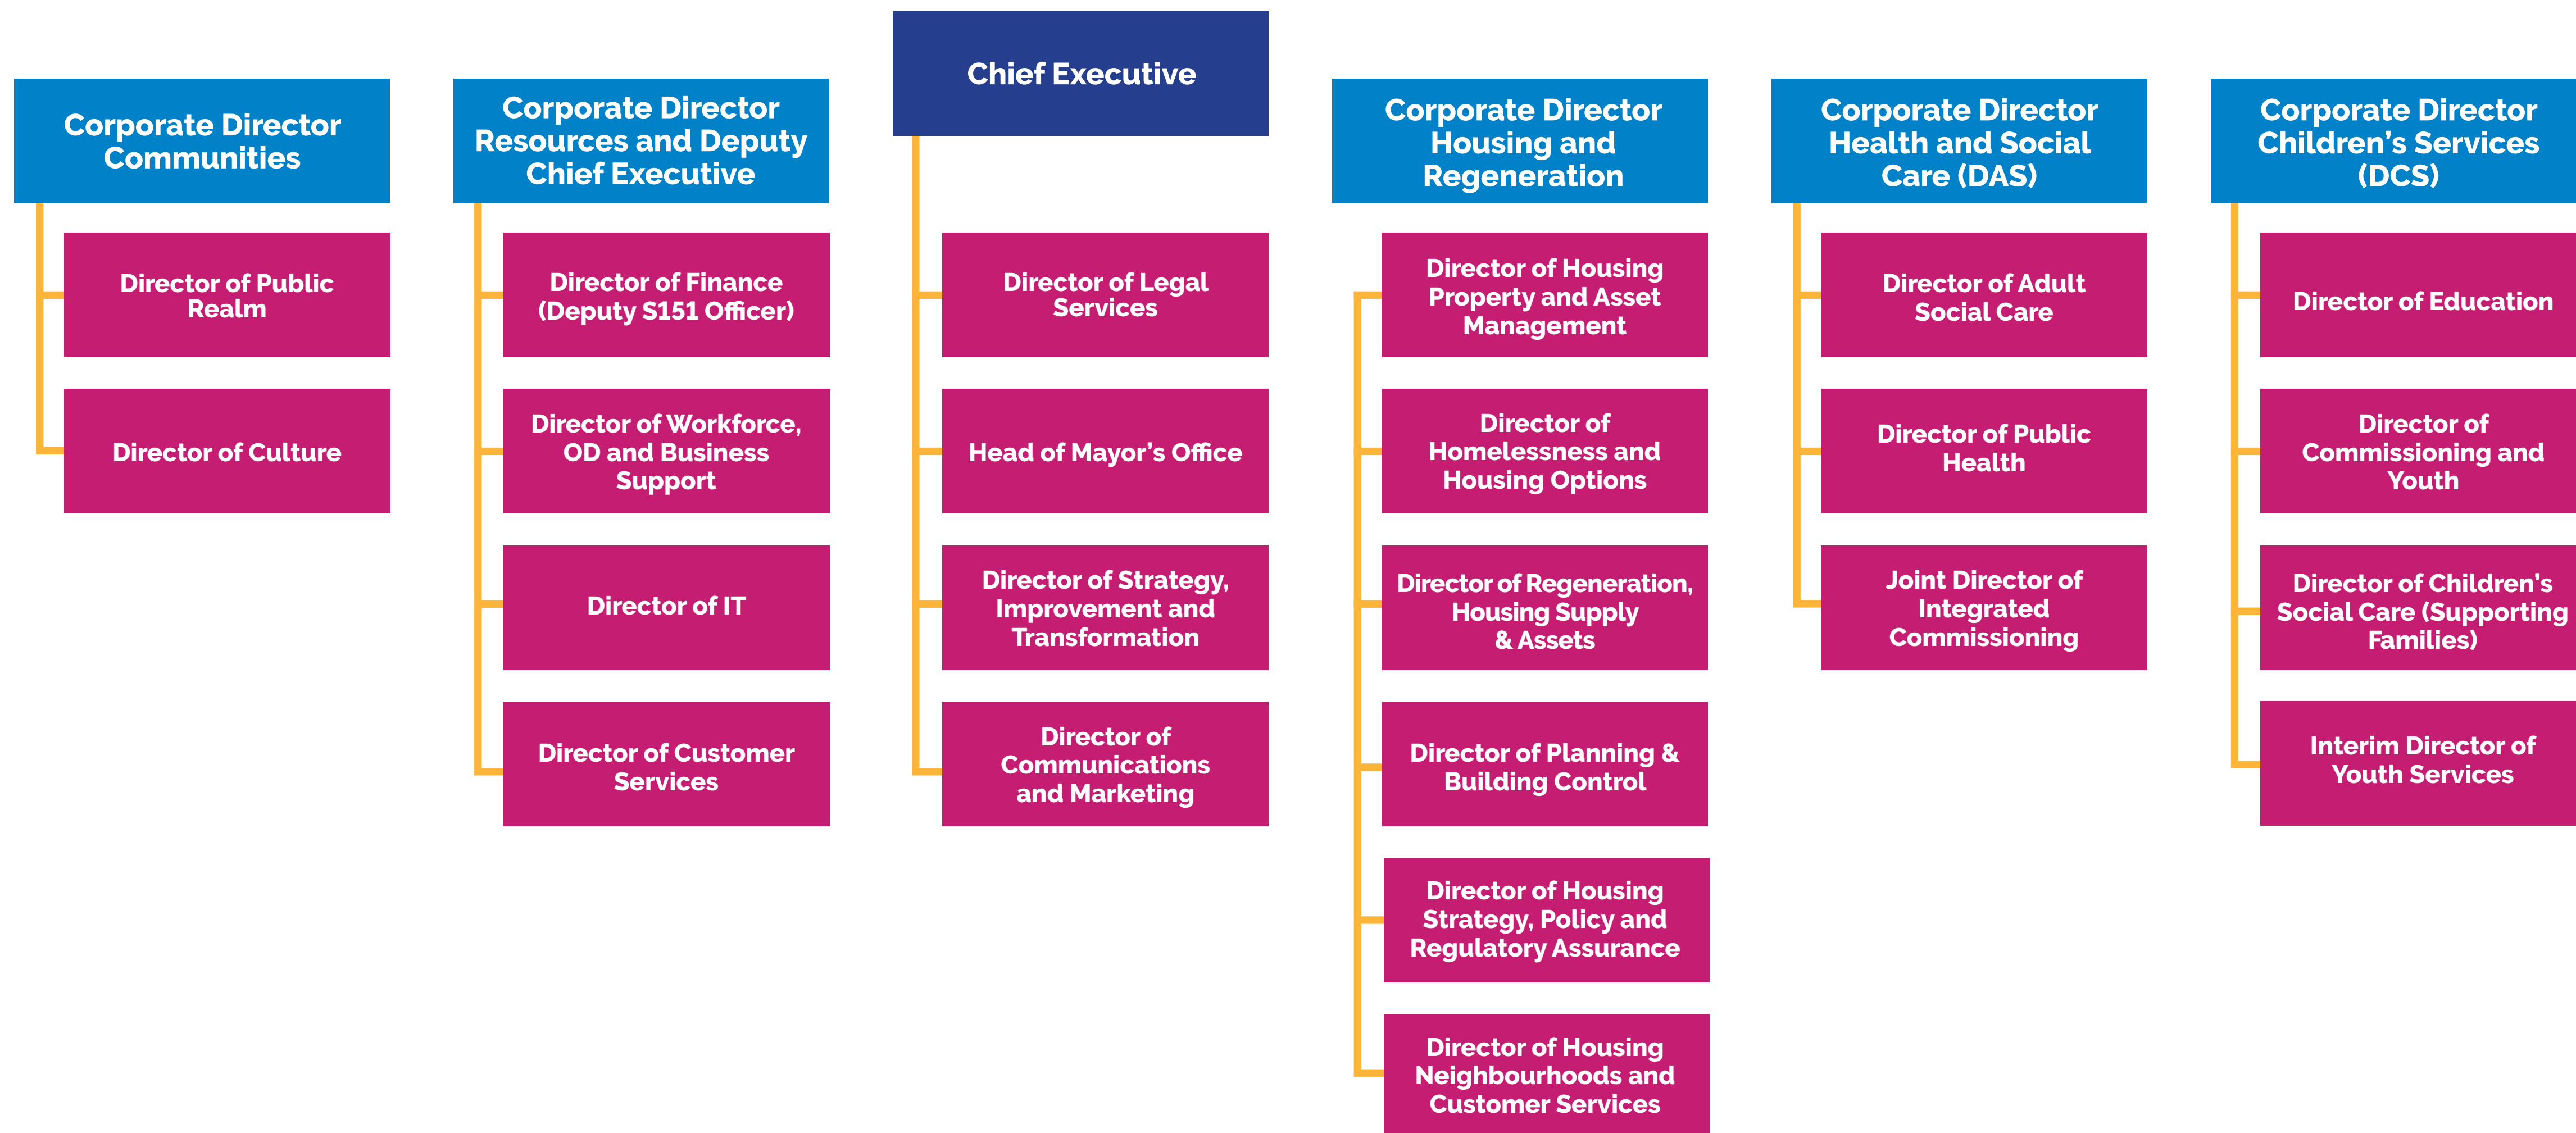 Corporate Director
Communities
Director of Public
Realm
Director of Culture
Corporate Director
Resources and Deputy
Chief Executive
Director of Finance
(Deputy S151 Officer)
Director of Workforce,
OD and Business
Support
Director of IT
Director of Customer
Services
Chief Executive
Director of Legal
Services
Head of Mayor’s Office
Director of Strategy,
Improvement and
Transformation
Director of
Communications
and Marketing
Corporate Director
Housing and
Regeneration
Director of Housing
Property and Asset
Management
Director of
Homelessness and
Housing Options
Director of Regeneration,
Housing Supply
& Assets
Director of Planning &
Building Control
Director of Housing
Strategy, Policy and
Regulatory Assurance
Director of Housing
Neighbourhoods and
Customer Services
Corporate Director
Health and Social
Care (DAS)
Director of Adult
Social Care
Director of Public
Health
Joint Director of
Integrated
Commissioning
Corporate Director
Children’s Services
(DCS)
Director of Education
Director of
Commissioning and
Youth
Director of Children’s
Social Care (Supporting
Families)
Interim Director of
Youth Services